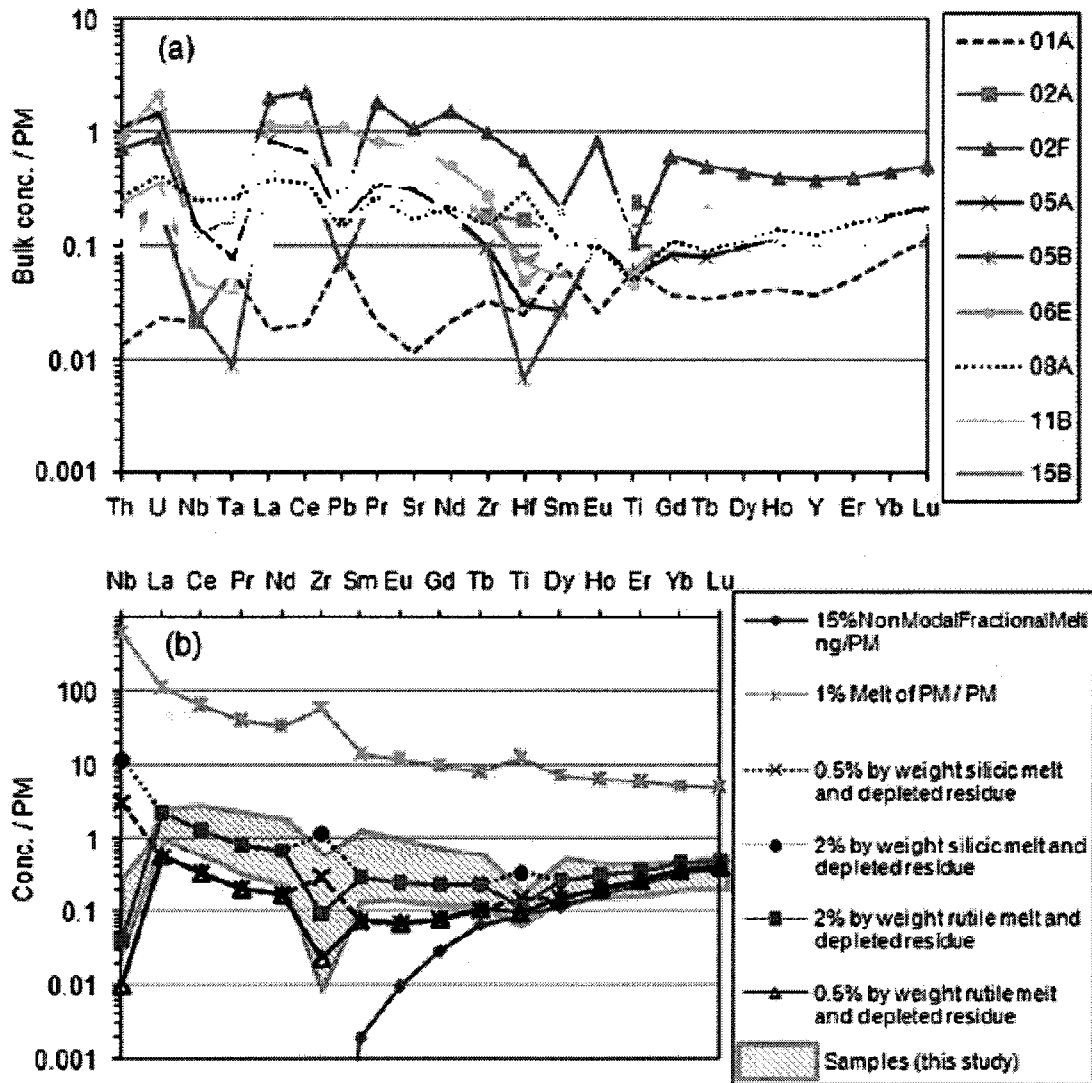 (a)
Bulk conc. / PM
10
1
0.1
0.01
0.001
Th U Nb Ta La Ce Pb Pr Sr Nd Zr Hf Sm Eu Ti Gd Tb Dy Ho Y Er Yb Lu
01A
02A
02F
05A
05B
06E
08A
11B
15B
Nb La Ce Pr Nd Zr Sm Eu Gd Tb Ti Dy Ho Er Yb Lu
(b)
Conc. / PM
100
10
1
0.1
0.01
0.001
15%NonModalFractionalMelti
ng/PM
1% Melt of PM / PM
0.5% by weight silicic melt
and depleted residue
2% by weight silicic melt and
depleted residue
2% by weight rutile melt and
depleted residue
0.5% by weight rutile melt
and depleted residue
Samples (this study)